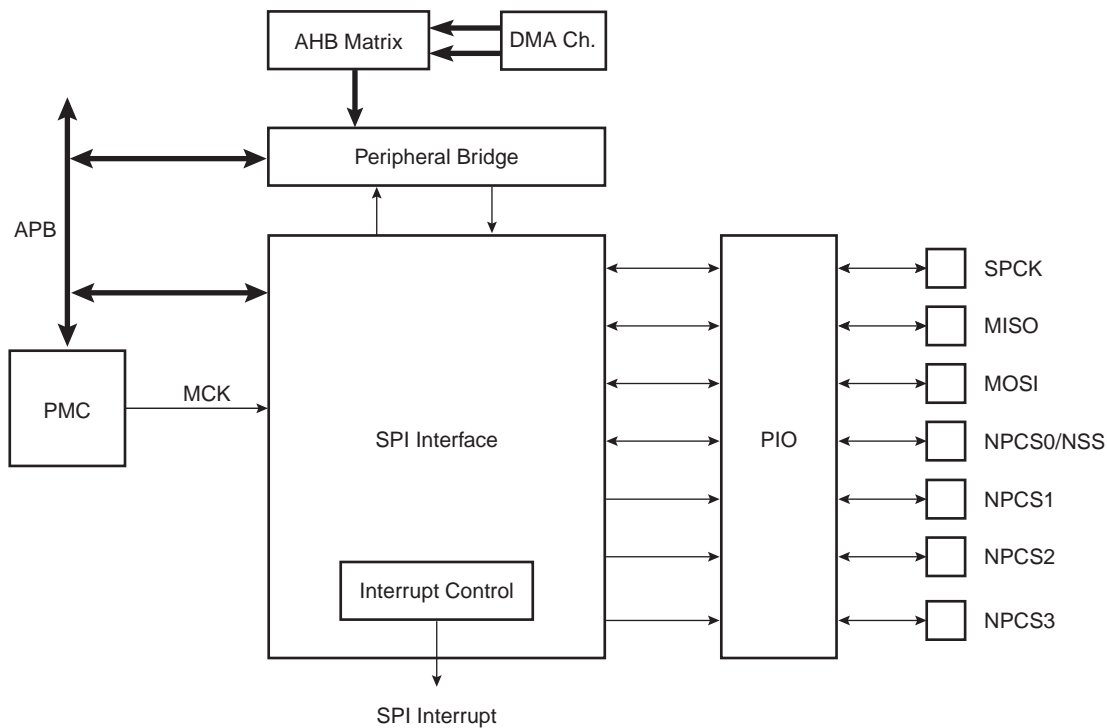 AHB Matrix
DMA Ch.
Peripheral Bridge
APB
SPCK
MISO
MOSI
MCK
PMC
SPI Interface
PIO
NPCS0/NSS
NPCS1
NPCS2
Interrupt Control
NPCS3
SPI Interrupt